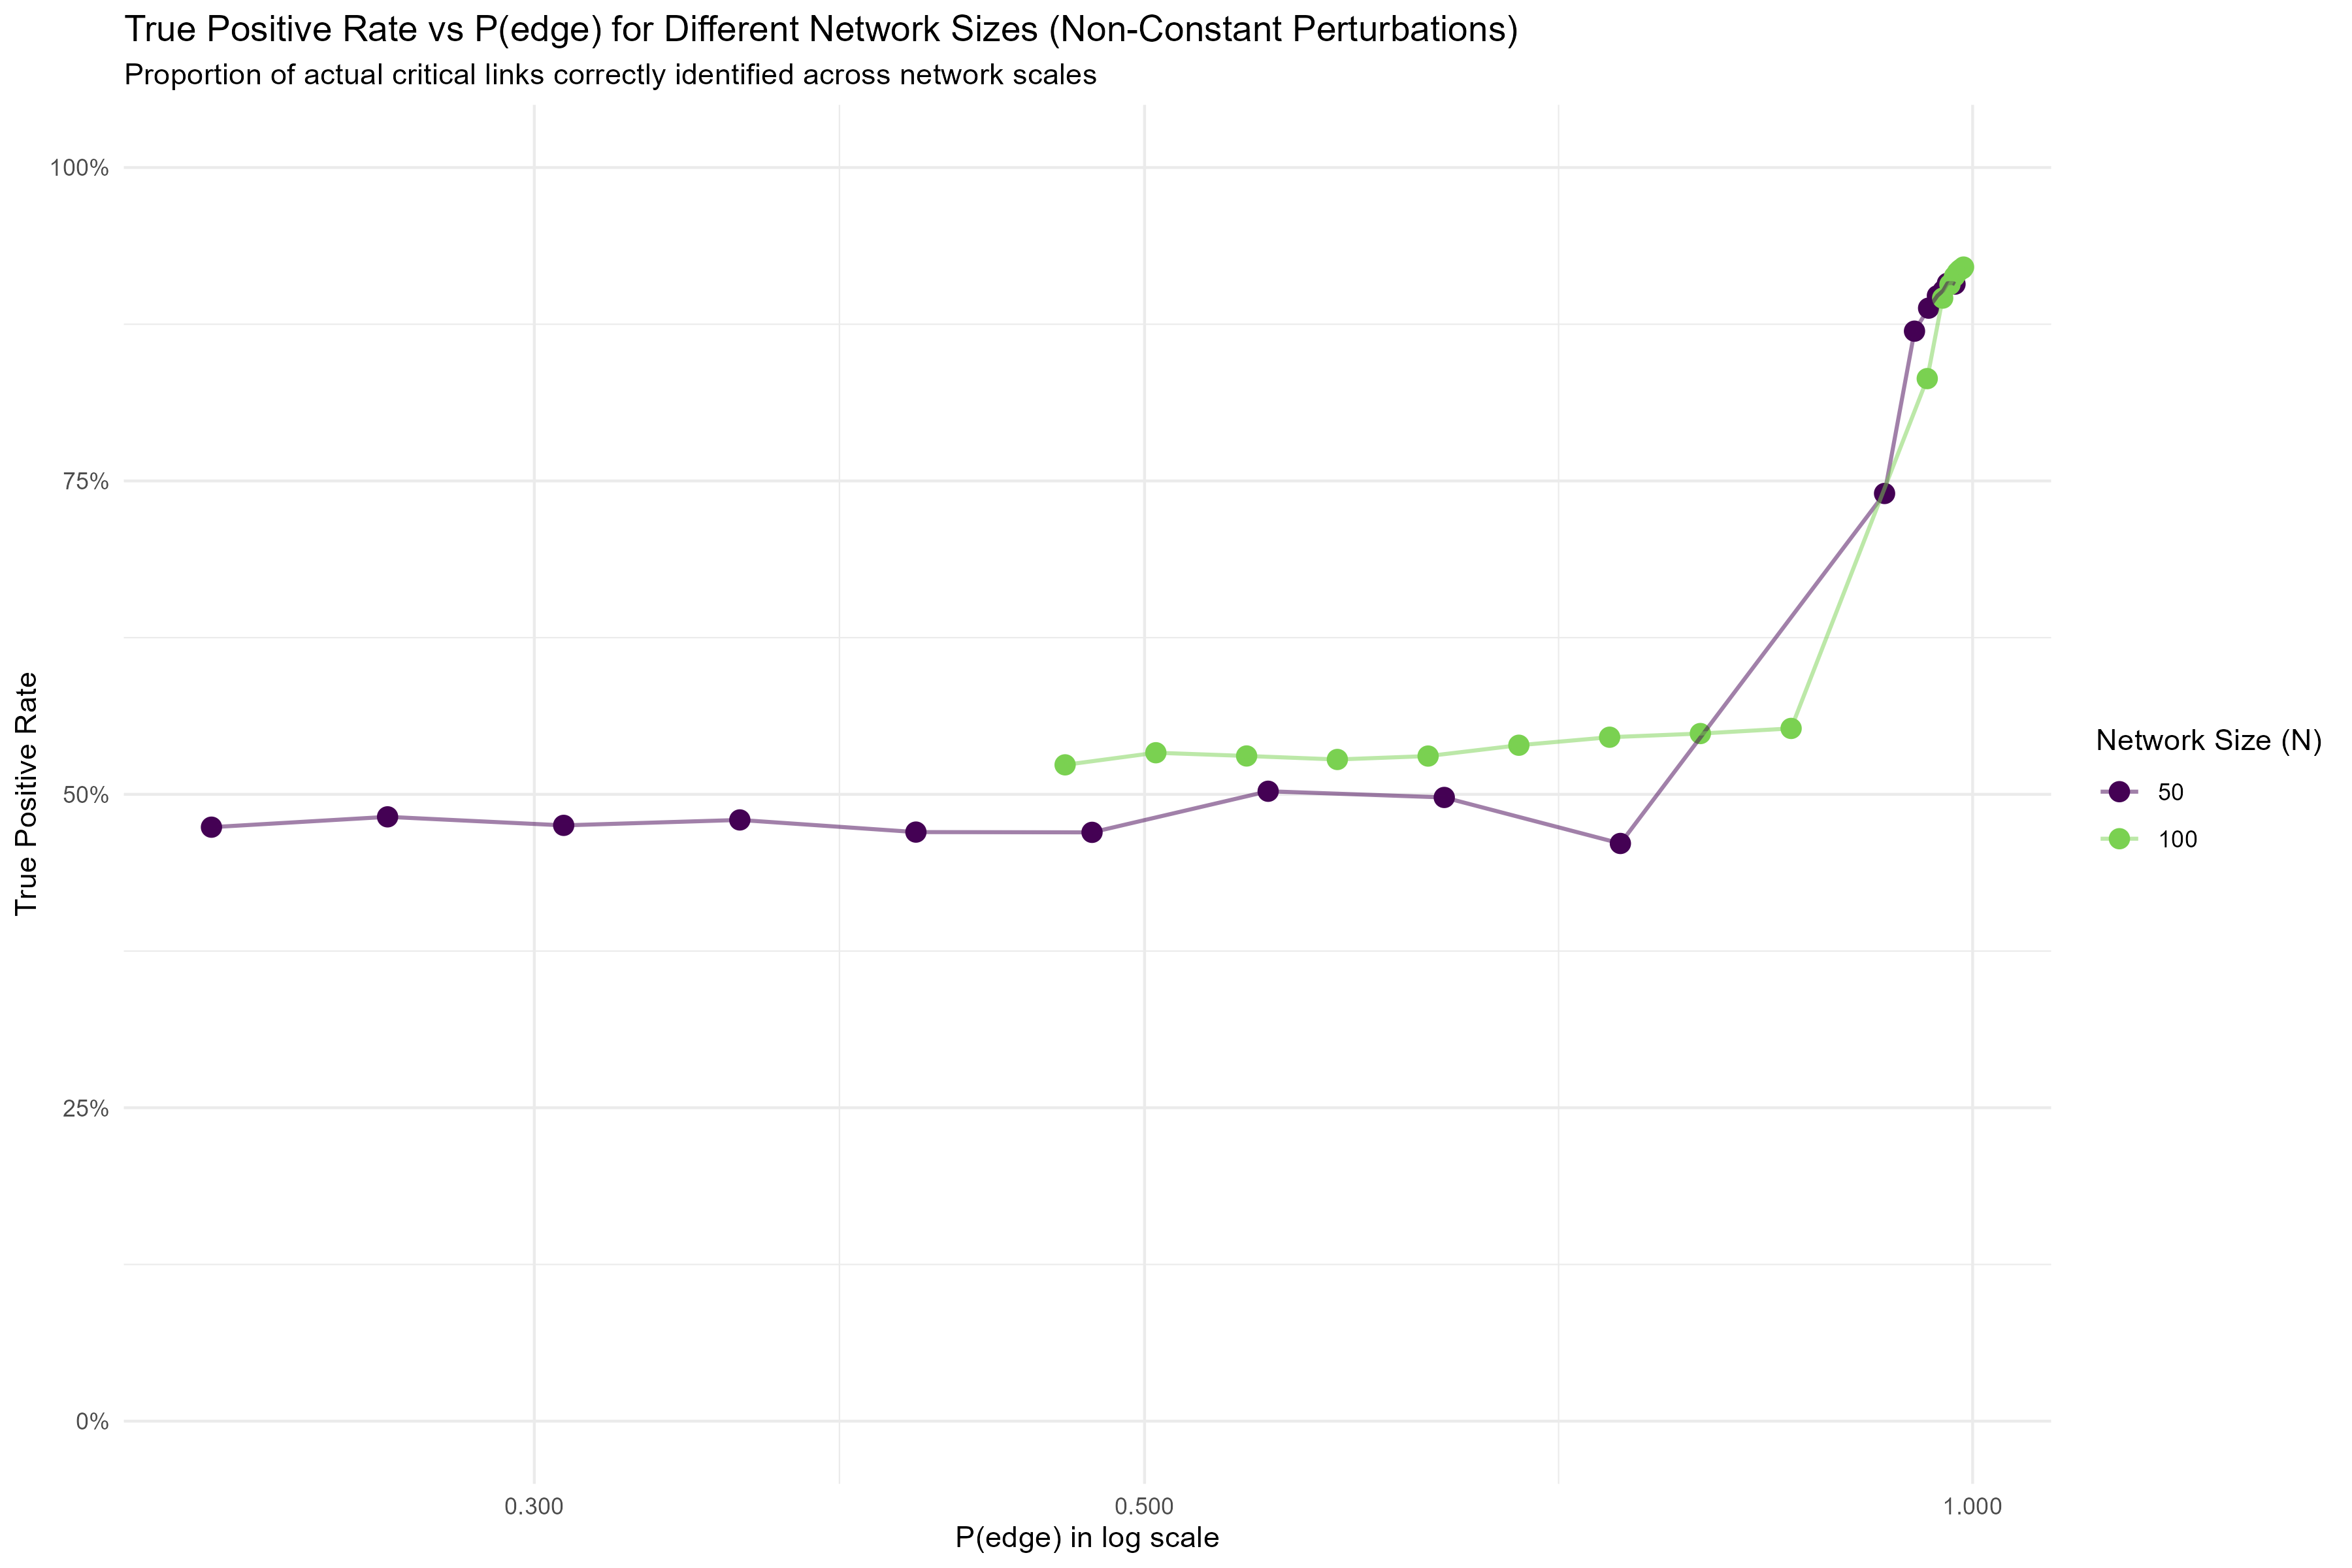 True Positive Rate vs P(edge) for Different Network Sizes (Non-Constant Perturbations)
Proportion of actual critical links correctly identified across network scales
True Positive Rate
100%
75%
50%
25%
0%
0.300
0.500
1.000
P(edge) in log scale
Network Size (N)
50
100